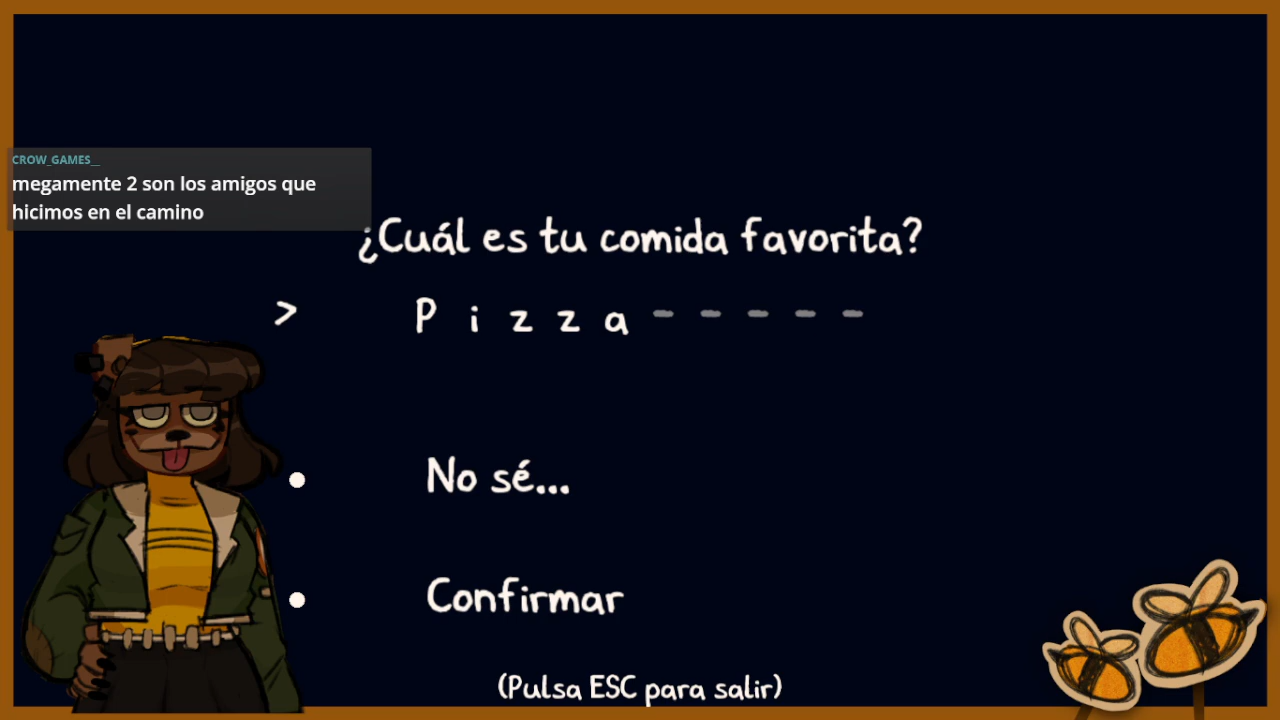 CROW_GAMES__
megamente 2 son los amigos que
hicimos en el camino
¿Cuál es tu comida favorita?
> P i z z a - - - - -
• No sé...
• Confirmar
(Pulsa ESC para salir)